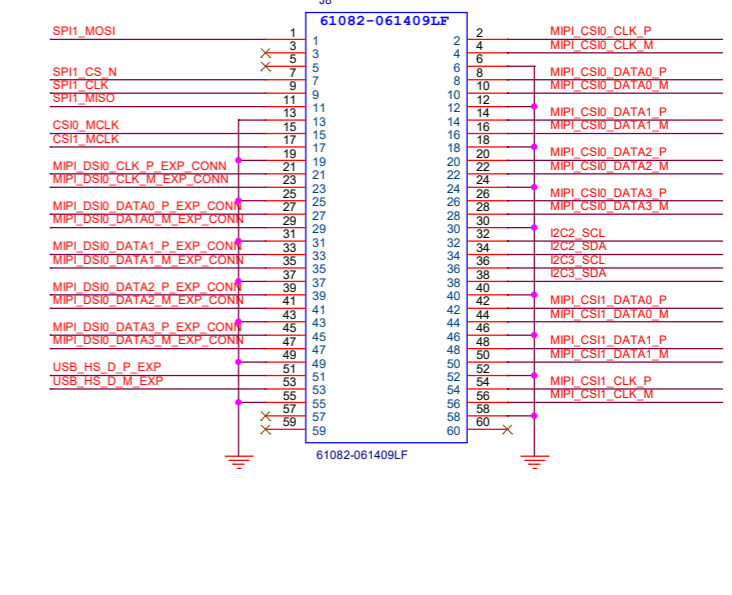 J8
61082-061409LF
SPI1_MOSI 1 1 2 2 MIPI_CSI0_CLK_P
3 3 4 4 MIPI_CSI0_CLK_M
5 5 6 6
SPI1_CS_N 7 7 8 8 MIPI_CSI0_DATA0_P
SPI1_CLK 9 9 10 10 MIPI_CSI0_DATA0_M
SPI1_MISO 11 11 12 12
13 13 14 14 MIPI_CSI0_DATA1_P
CSI0_MCLK 15 15 16 16 MIPI_CSI0_DATA1_M
CSI1_MCLK 17 17 18 18
19 19 20 20 MIPI_CSI0_DATA2_P
MIPI_DSI0_CLK_P_EXP_CONN 21 21 22 22 MIPI_CSI0_DATA2_M
MIPI_DSI0_CLK_M_EXP_CONN 23 23 24 24
25 25 26 26 MIPI_CSI0_DATA3_P
MIPI_DSI0_DATA0_P_EXP_CONN 27 27 28 28 MIPI_CSI0_DATA3_M
MIPI_DSI0_DATA0_M_EXP_CONN 29 29 30 30
31 31 32 32 I2C2_SCL
MIPI_DSI0_DATA1_P_EXP_CONN 33 33 34 34 I2C2_SDA
MIPI_DSI0_DATA1_M_EXP_CONN 35 35 36 36 I2C3_SCL
37 37 38 38 I2C3_SDA
MIPI_DSI0_DATA2_P_EXP_CONN 39 39 40 40
MIPI_DSI0_DATA2_M_EXP_CONN 41 41 42 42 MIPI_CSI1_DATA0_P
43 43 44 44 MIPI_CSI1_DATA0_M
MIPI_DSI0_DATA3_P_EXP_CONN 45 45 46 46
MIPI_DSI0_DATA3_M_EXP_CONN 47 47 48 48 MIPI_CSI1_DATA1_P
49 49 50 50 MIPI_CSI1_DATA1_M
USB_HS_D_P_EXP 51 51 52 52
USB_HS_D_M_EXP 53 53 54 54 MIPI_CSI1_CLK_P
55 55 56 56 MIPI_CSI1_CLK_M
57 57 58 58
59 59 60 60
61082-061409LF